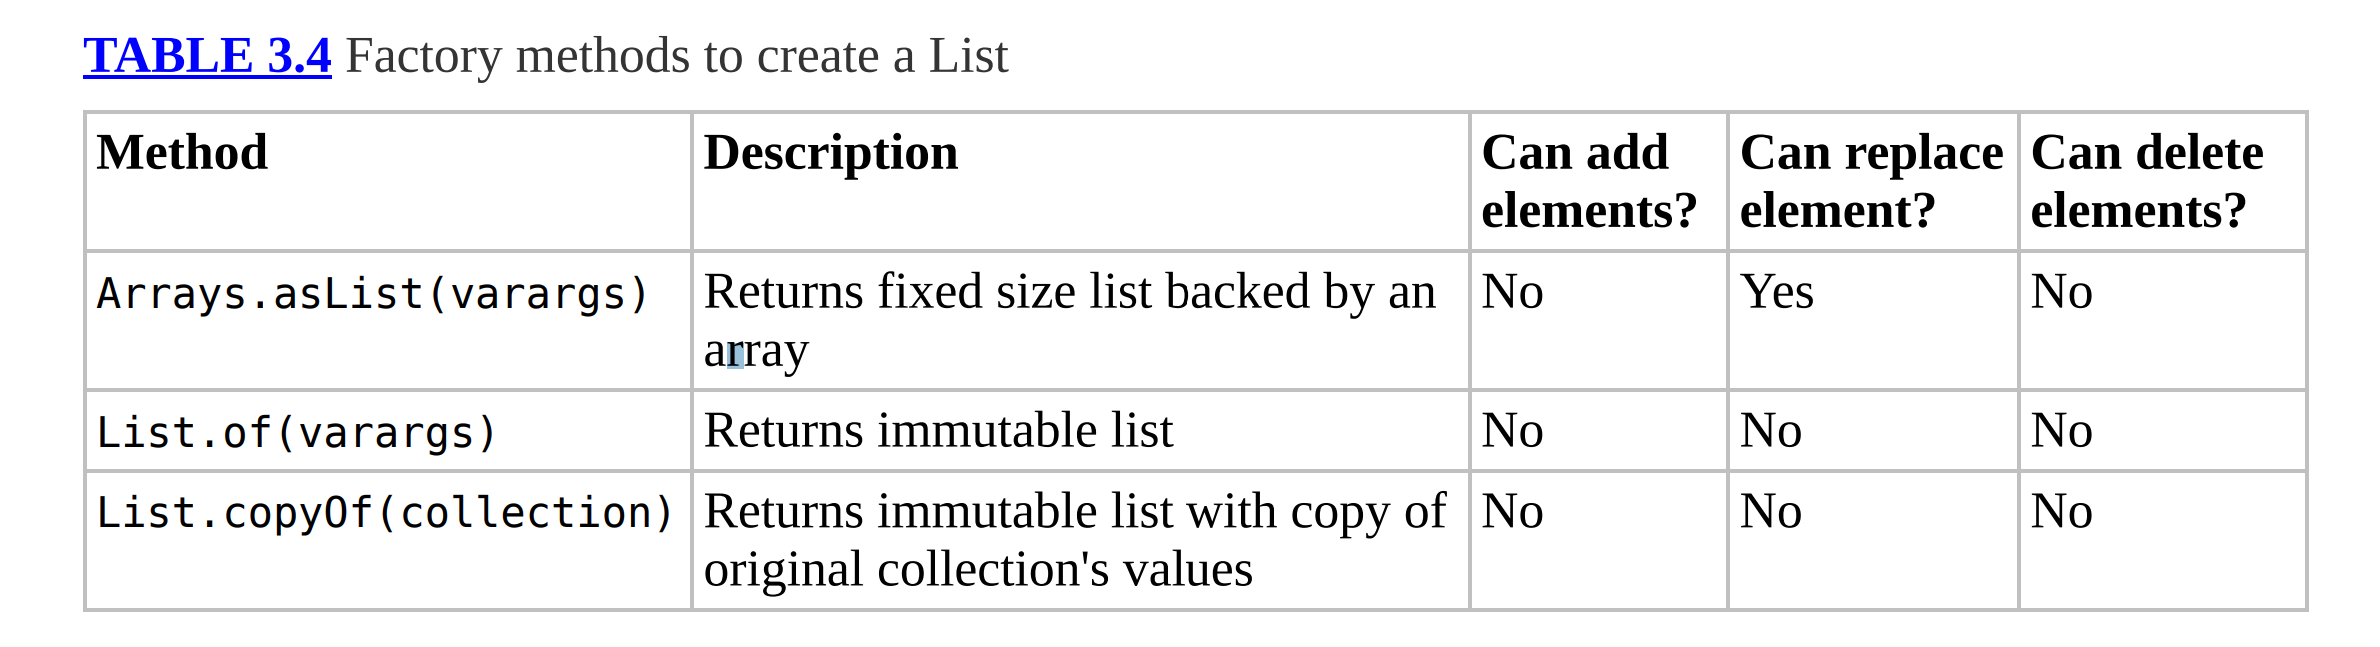 TABLE 3.4 Factory methods to create a List
Method Description Can add elements? Can replace element? Can delete elements?
Arrays.asList(varargs) Returns fixed size list backed by an array No Yes No
List.of(varargs) Returns immutable list No No No
List.copyOf(collection) Returns immutable list with copy of original collection's values No No No